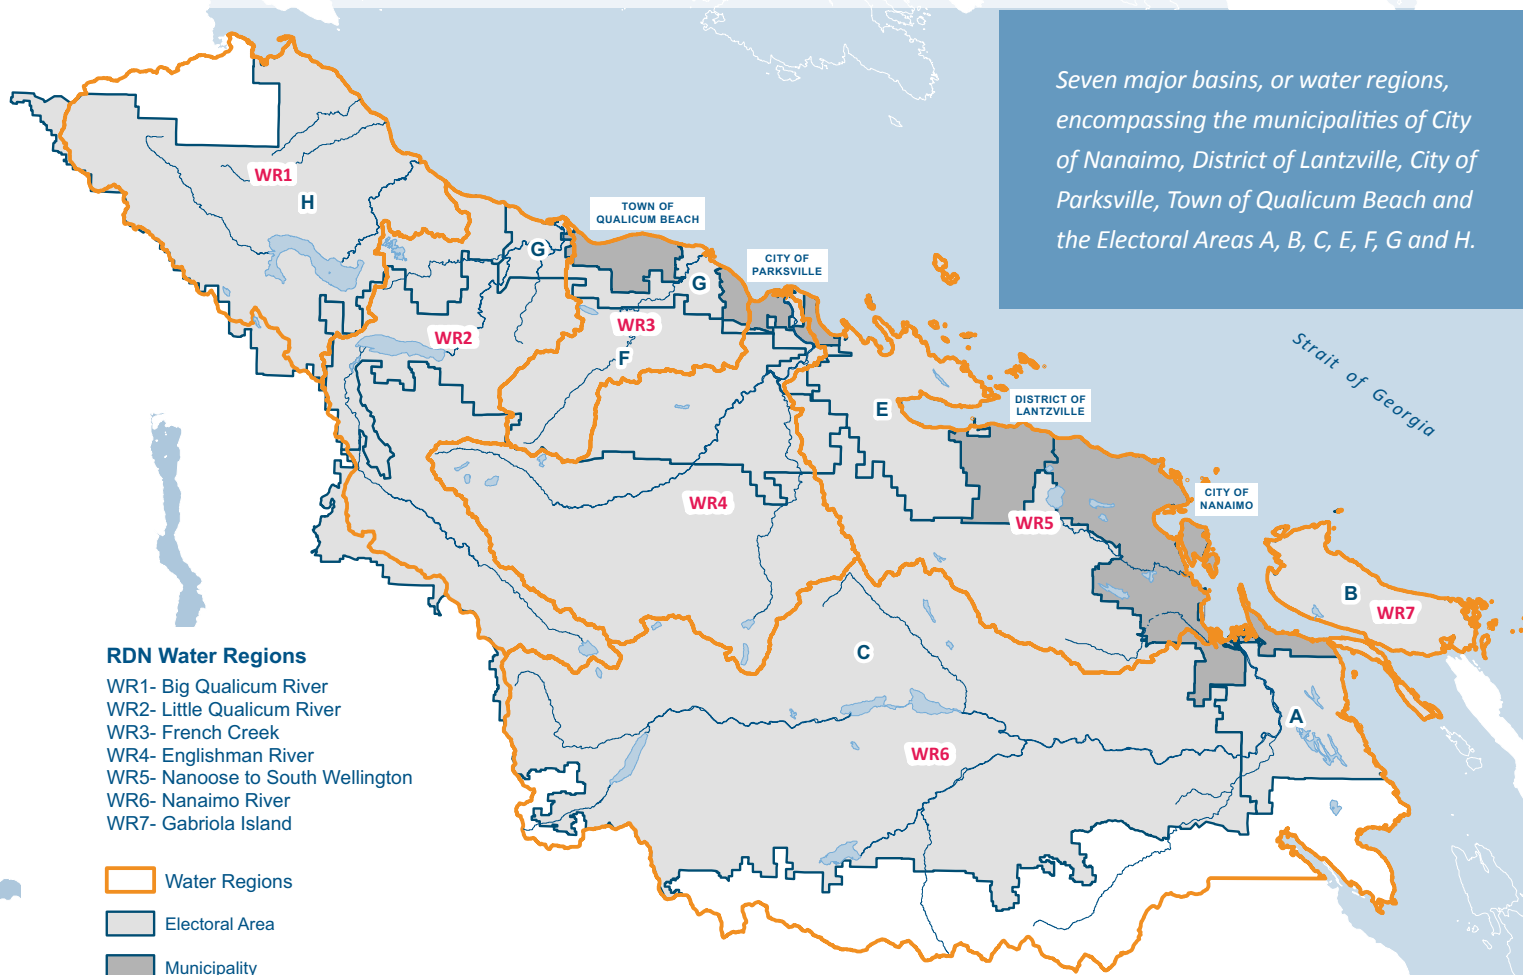 Seven major basins, or water regions,
encompassing the municipalities of City
of Nanaimo, District of Lantzville, City of
Parksville, Town of Qualicum Beach and
the Electoral Areas A, B, C, E, F, G and H.
WR1
H
TOWN OF
QUALICUM BEACH
G
CITY OF
PARKSVILLE
G
WR2
WR3
F
Strait of Georgia
E
DISTRICT OF
LANTZVILLE
WR4
CITY OF
NANAIMO
WR5
B
WR7
C
A
WR6
RDN Water Regions
WR1- Big Qualicum River
WR2- Little Qualicum River
WR3- French Creek
WR4- Englishman River
WR5- Nanoose to South Wellington
WR6- Nanaimo River
WR7- Gabriola Island
Water Regions
Electoral Area
Municipality